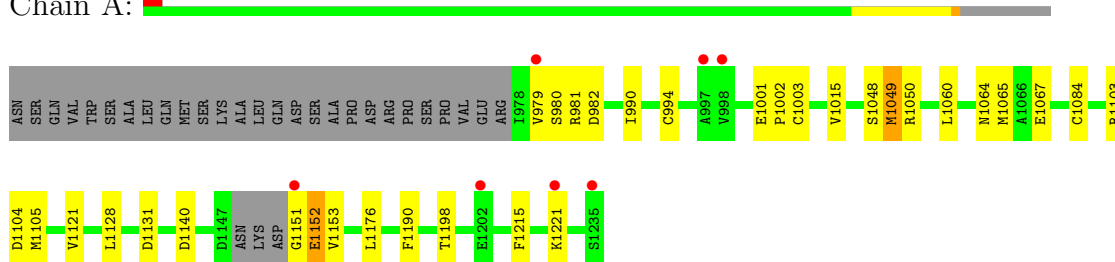 Chain A:
ASN SER GLN VAL TRP SER ALA LEU GLN MET SER LYS ALA LEU GLN ASP SER ALA PRO ASP ARG PRO SER PRO VAL GLU ARG I978 V979 S980 R981 D982 I990 C994 A997 V998 E1001 P1002 C1003 V1015 S1048 M1049 R1050 L1060 N1064 M1065 A1066 E1067 C1084 R1103
D1104 M1105 V1121 L1128 D1131 D1140 D1147 ASN LYS ASP G1151 E1152 V1153 L1176 F1190 T1198 E1202 F1215 K1221 S1235